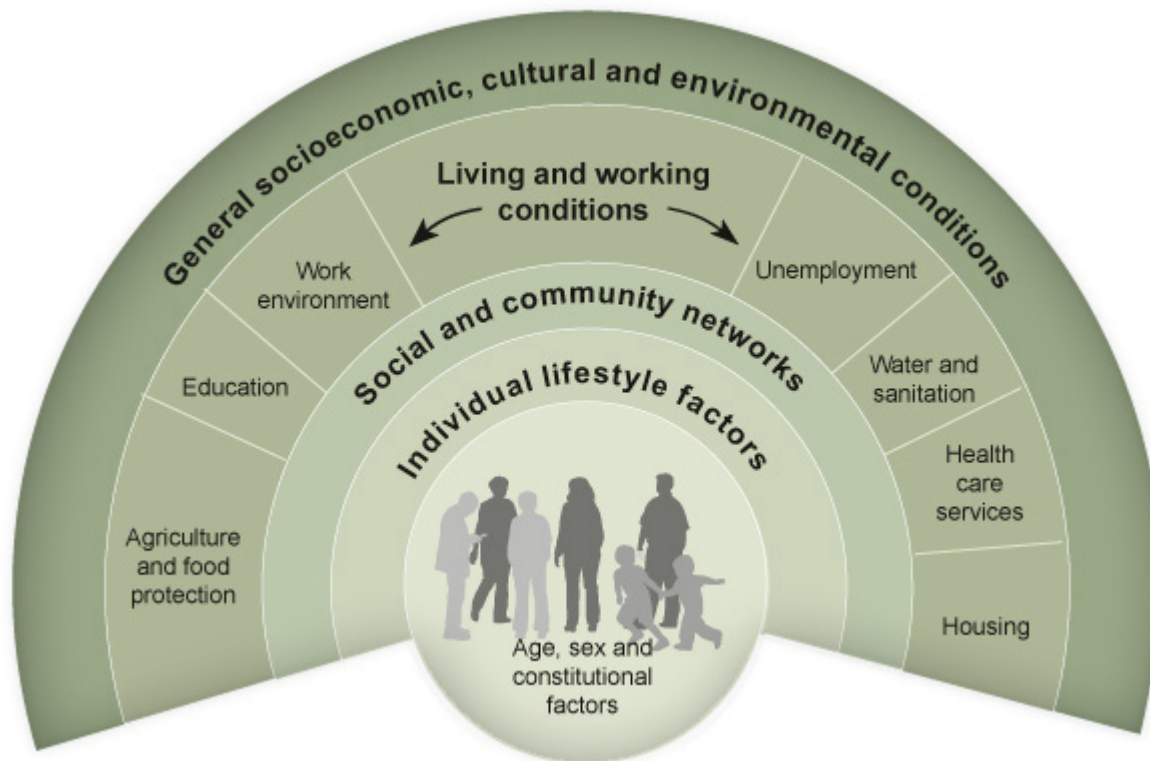 General socioeconomic, cultural and environmental conditions
Living and working
conditions
Work
environment
Unemployment
Education
Water and
sanitation
Agriculture
and food
protection
Health
care
services
Housing
Social and community networks
Individual lifestyle factors
Age, sex and
constitutional
factors